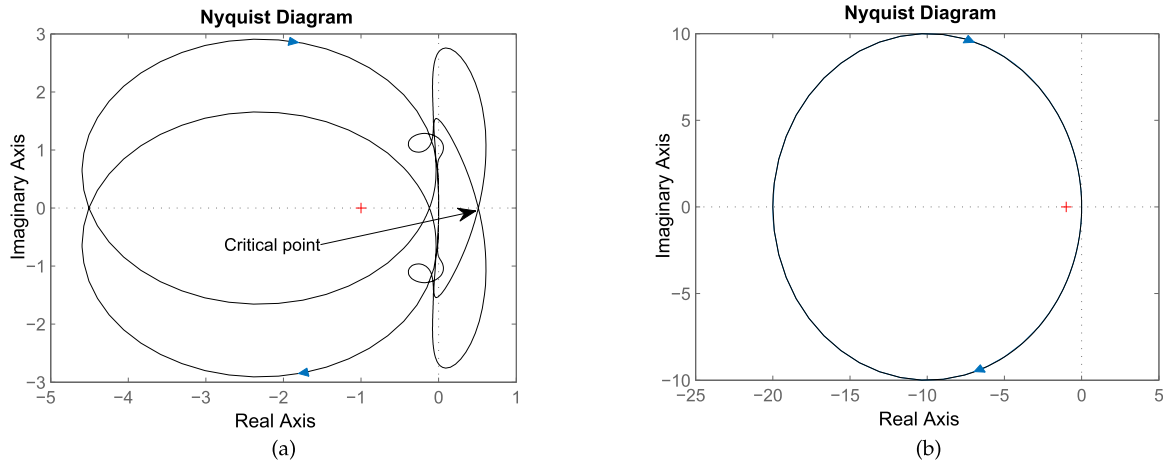 Nyquist Diagram
3
2
1
0
−1
−2
−3
Imaginary Axis
Critical point
−5 −4 −3 −2 −1 0 1
Real Axis
(a)
Nyquist Diagram
10
5
0
−5
−10
Imaginary Axis
−25 −20 −15 −10 −5 0 5
Real Axis
(b)